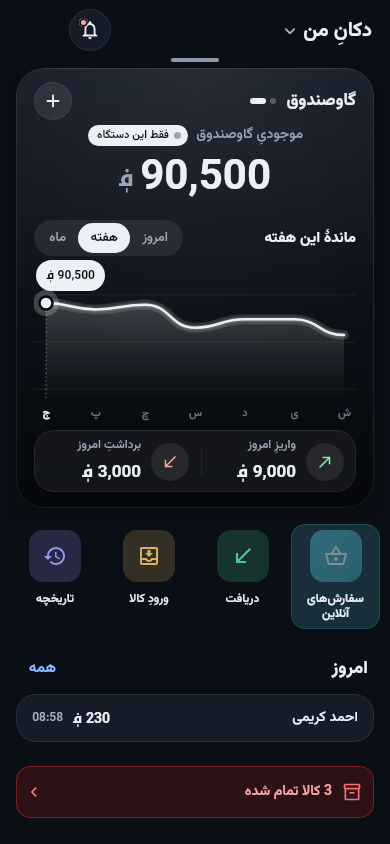 دکانِ من
گاوصندوق
موجودیِ گاوصندوق فقط این دستگاه
90,500 ؋
ماندهٔ این هفته امروز هفته ماه
90,500 ؋
ش ی د س چ پ ج
واریزِ امروز برداشتِ امروز
9,000 ؋ 3,000 ؋
سفارش‌های آنلاین دریافت ورودِ کالا تاریخچه
امروز همه
احمد کریمی 230 ؋ 08:58
3 کالا تمام شده